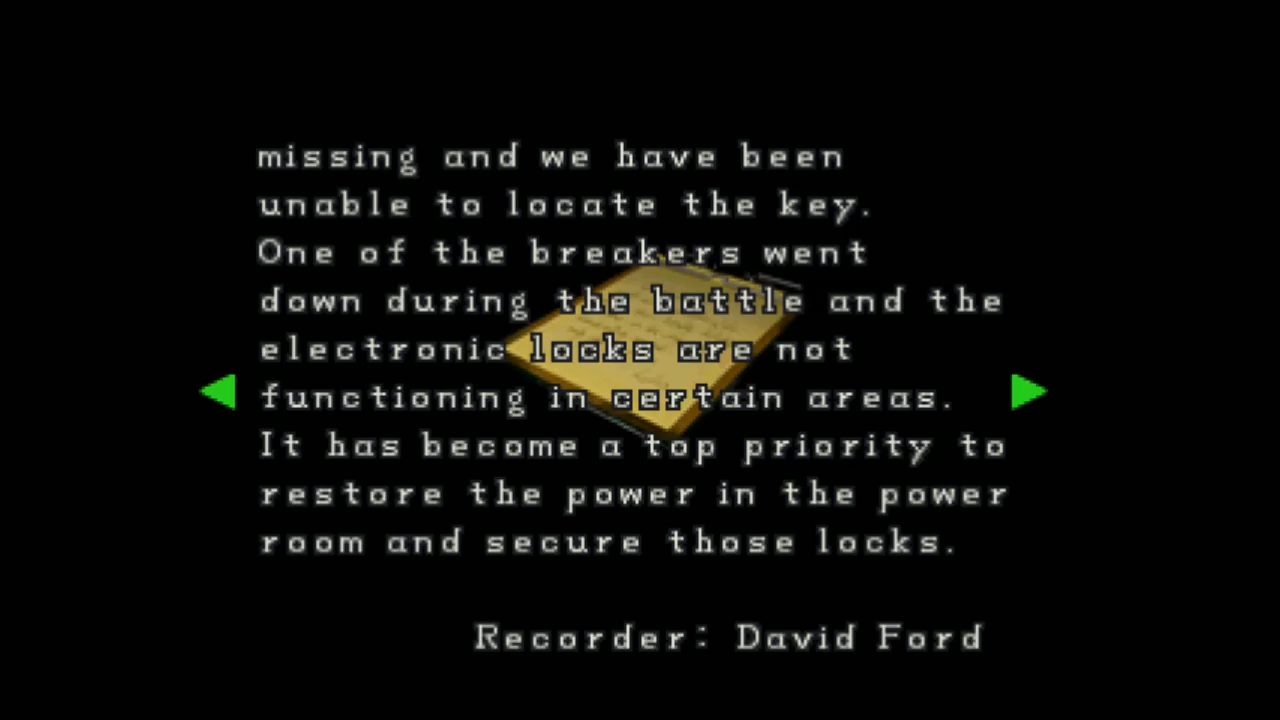 missing and we have been
unable to locate the key.
One of the breakers went
down during the battle and the
electronic locks are not
functioning in certain areas.
It has become a top priority to
restore the power in the power
room and secure those locks.
Recorder: David Ford